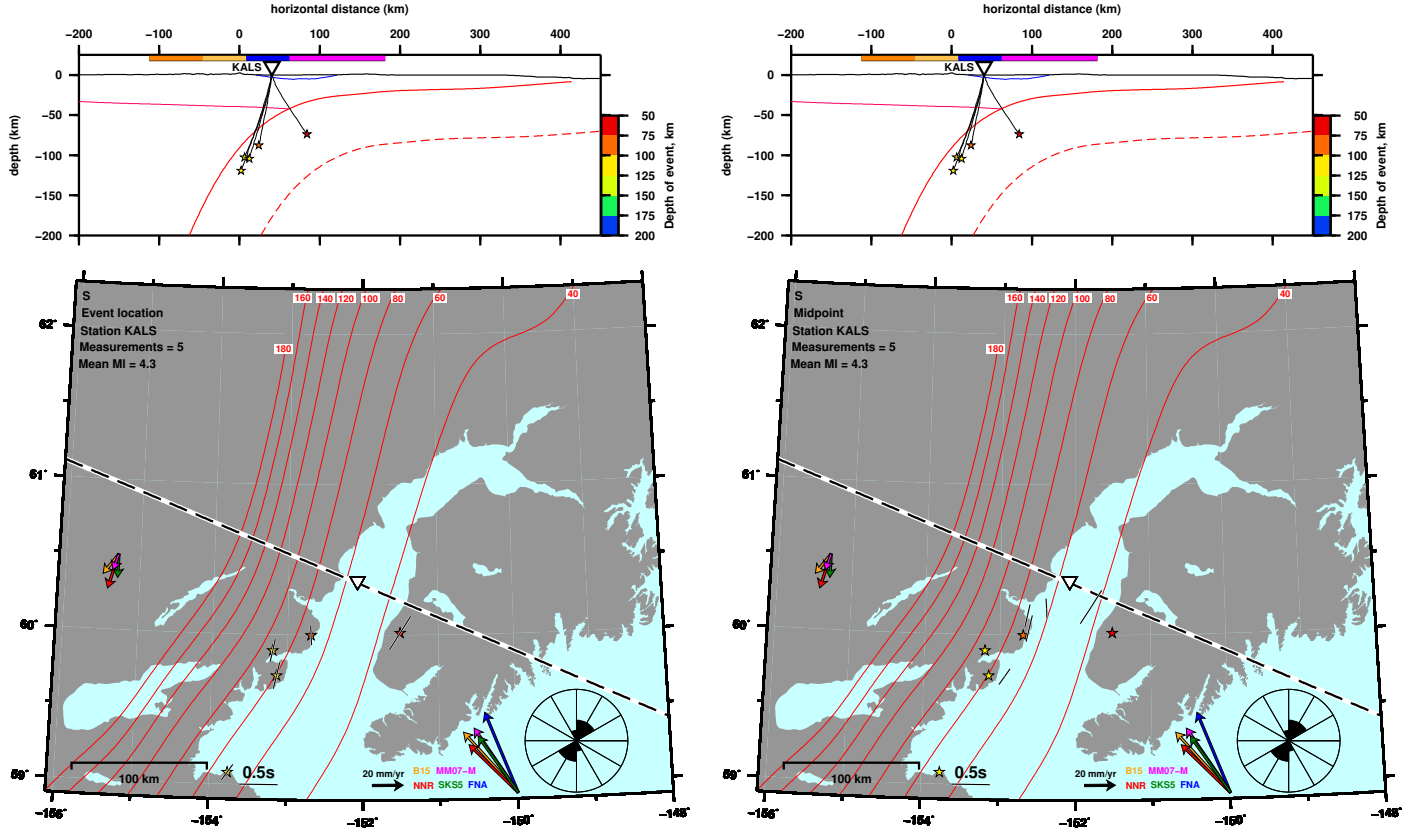 horizontal distance (km)
−200 −100 0 100 200 300 400
KALS
depth (km)
0
−50
−100
−150
−200
50
75
100
125
150
175
200
Depth of event, km
S
Event location
Station KALS
Measurements = 5
Mean Ml = 4.3
160 140 120 100 80 60 40
180
62˚
61˚
60˚
59˚
100 km
0.5s
20 mm/yr
B15 MM07−M
NNR SKS5 FNA
−156˚ −154˚ −152˚ −150˚ −148˚
horizontal distance (km)
−200 −100 0 100 200 300 400
KALS
depth (km)
0
−50
−100
−150
−200
50
75
100
125
150
175
200
Depth of event, km
S
Midpoint
Station KALS
Measurements = 5
Mean Ml = 4.3
160 140 120 100 80 60 40
180
62˚
61˚
60˚
59˚
100 km
0.5s
20 mm/yr
B15 MM07−M
NNR SKS5 FNA
−156˚ −154˚ −152˚ −150˚ −148˚